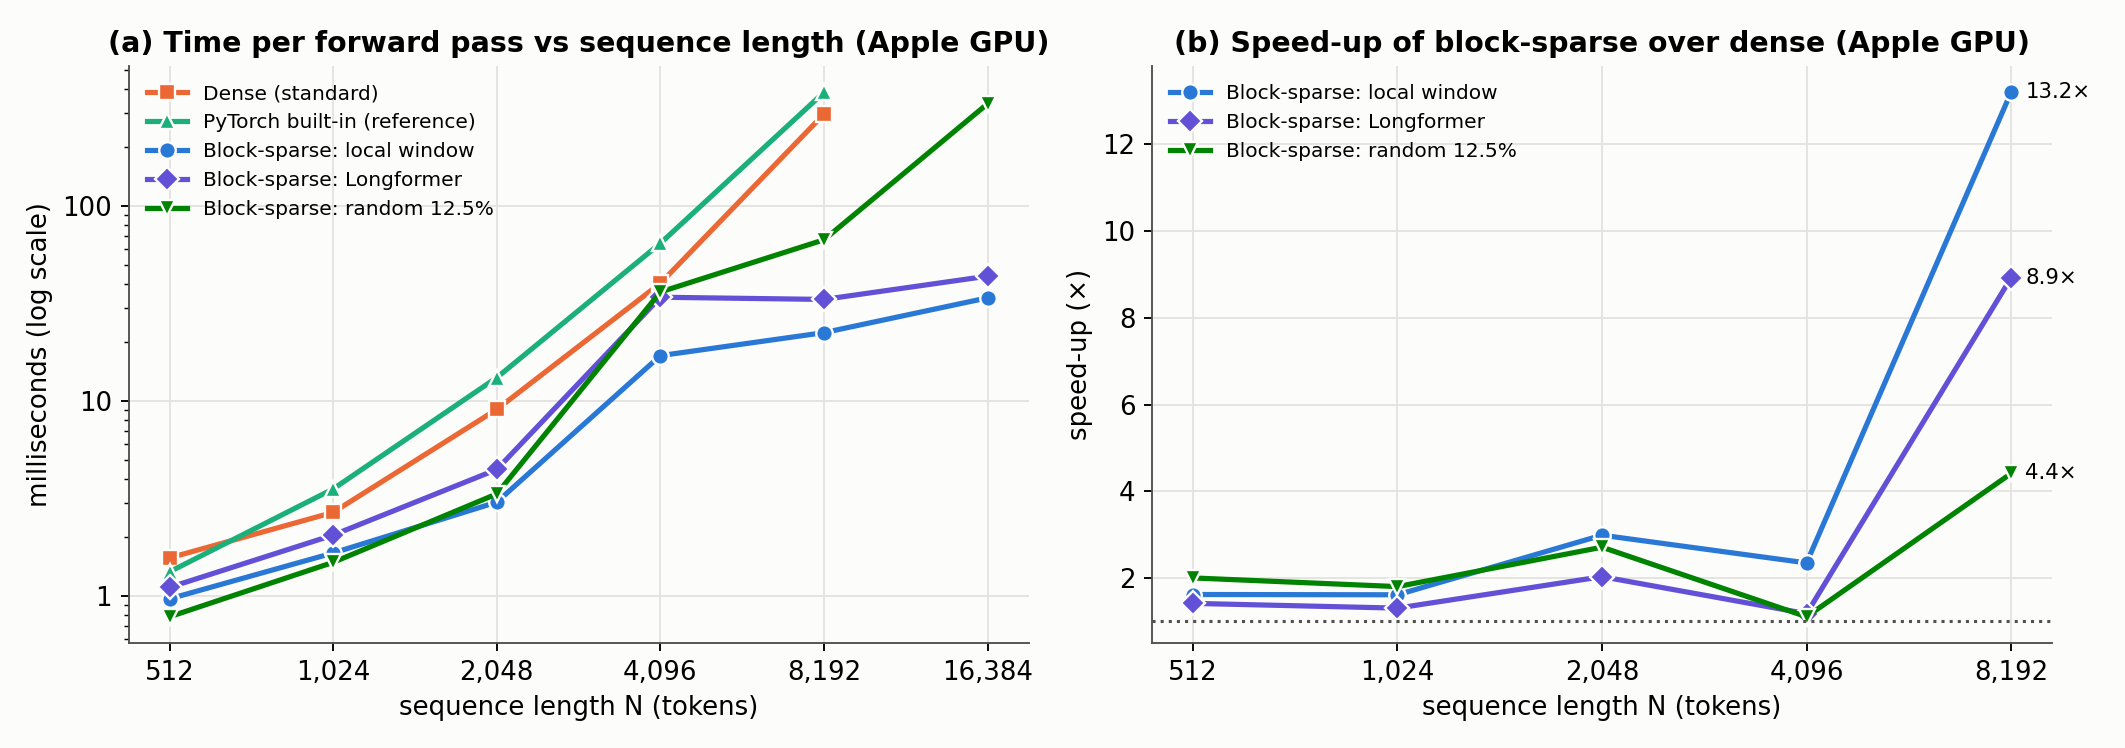 (a) Time per forward pass vs sequence length (Apple GPU)
Dense (standard)
PyTorch built-in (reference)
Block-sparse: local window
Block-sparse: Longformer
Block-sparse: random 12.5%
milliseconds (log scale)
100
10
1
512
1,024
2,048
4,096
8,192
16,384
sequence length N (tokens)
(b) Speed-up of block-sparse over dense (Apple GPU)
Block-sparse: local window
Block-sparse: Longformer
Block-sparse: random 12.5%
13.2×
8.9×
4.4×
speed-up (×)
12
10
8
6
4
2
512
1,024
2,048
4,096
8,192
sequence length N (tokens)